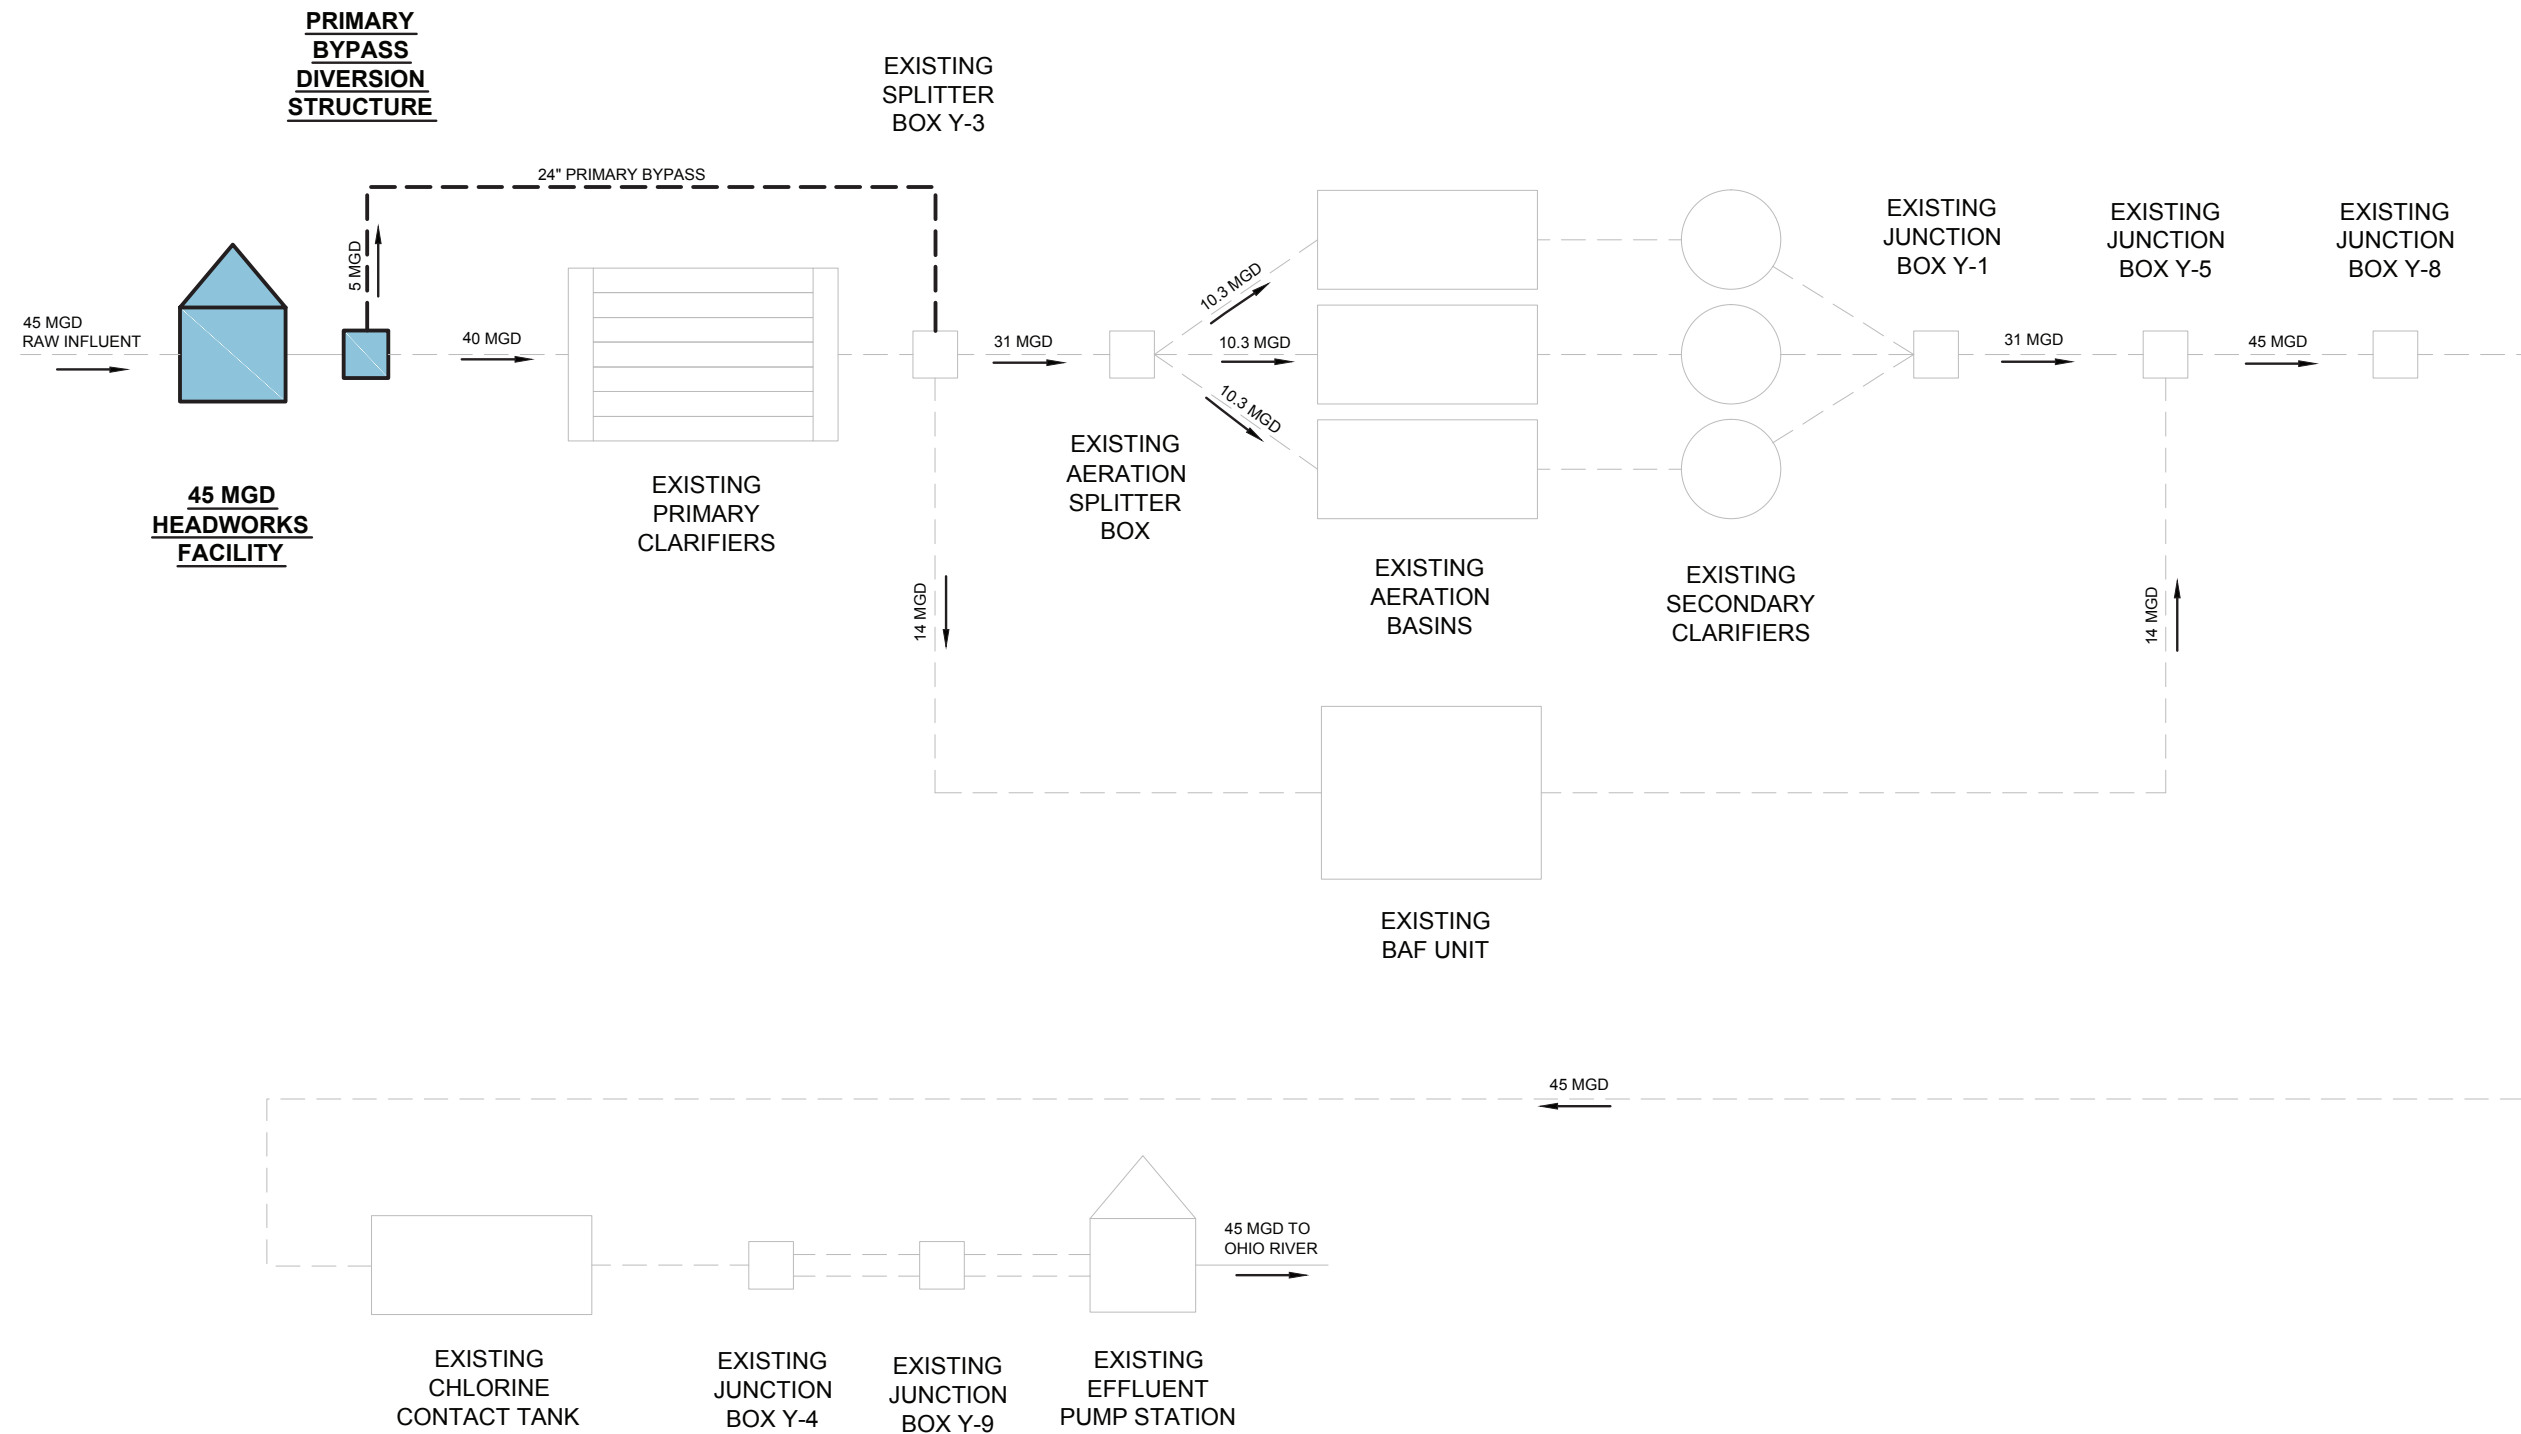 PRIMARY
BYPASS
DIVERSION
STRUCTURE
EXISTING
SPLITTER
BOX Y-3
24" PRIMARY BYPASS
5 MGD
45 MGD
RAW INFLUENT
40 MGD
31 MGD
10.3 MGD
10.3 MGD
10.3 MGD
EXISTING
JUNCTION
BOX Y-1
31 MGD
EXISTING
JUNCTION
BOX Y-5
45 MGD
EXISTING
JUNCTION
BOX Y-8
45 MGD
HEADWORKS
FACILITY
EXISTING
PRIMARY
CLARIFIERS
EXISTING
AERATION
SPLITTER
BOX
EXISTING
AERATION
BASINS
EXISTING
SECONDARY
CLARIFIERS
14 MGD
14 MGD
EXISTING
BAF UNIT
45 MGD
45 MGD TO
OHIO RIVER
EXISTING
CHLORINE
CONTACT TANK
EXISTING
JUNCTION
BOX Y-4
EXISTING
JUNCTION
BOX Y-9
EXISTING
EFFLUENT
PUMP STATION